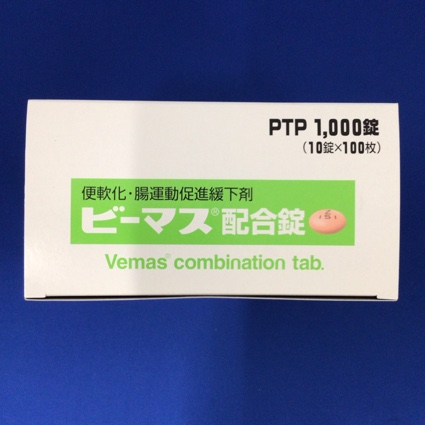 PTP 1,000錠
（10錠×100枚）
便軟化・腸運動促進緩下剤
ビーマス®配合錠
Vemas® combination tab.